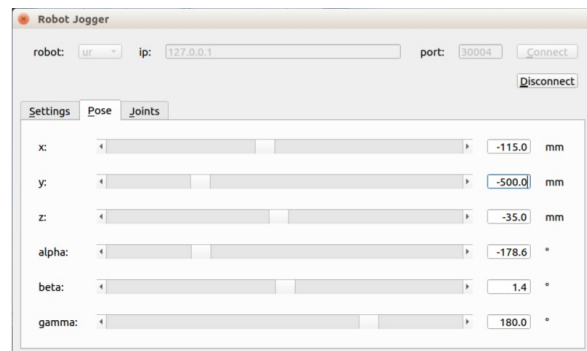 Robot Jogger
robot: ur ip: 127.0.0.1 port: 30004 Connect
Disconnect
Settings Pose Joints
x: -115.0 mm
y: -500.0 mm
z: -35.0 mm
alpha: -178.6 °
beta: 1.4 °
gamma: 180.0 °